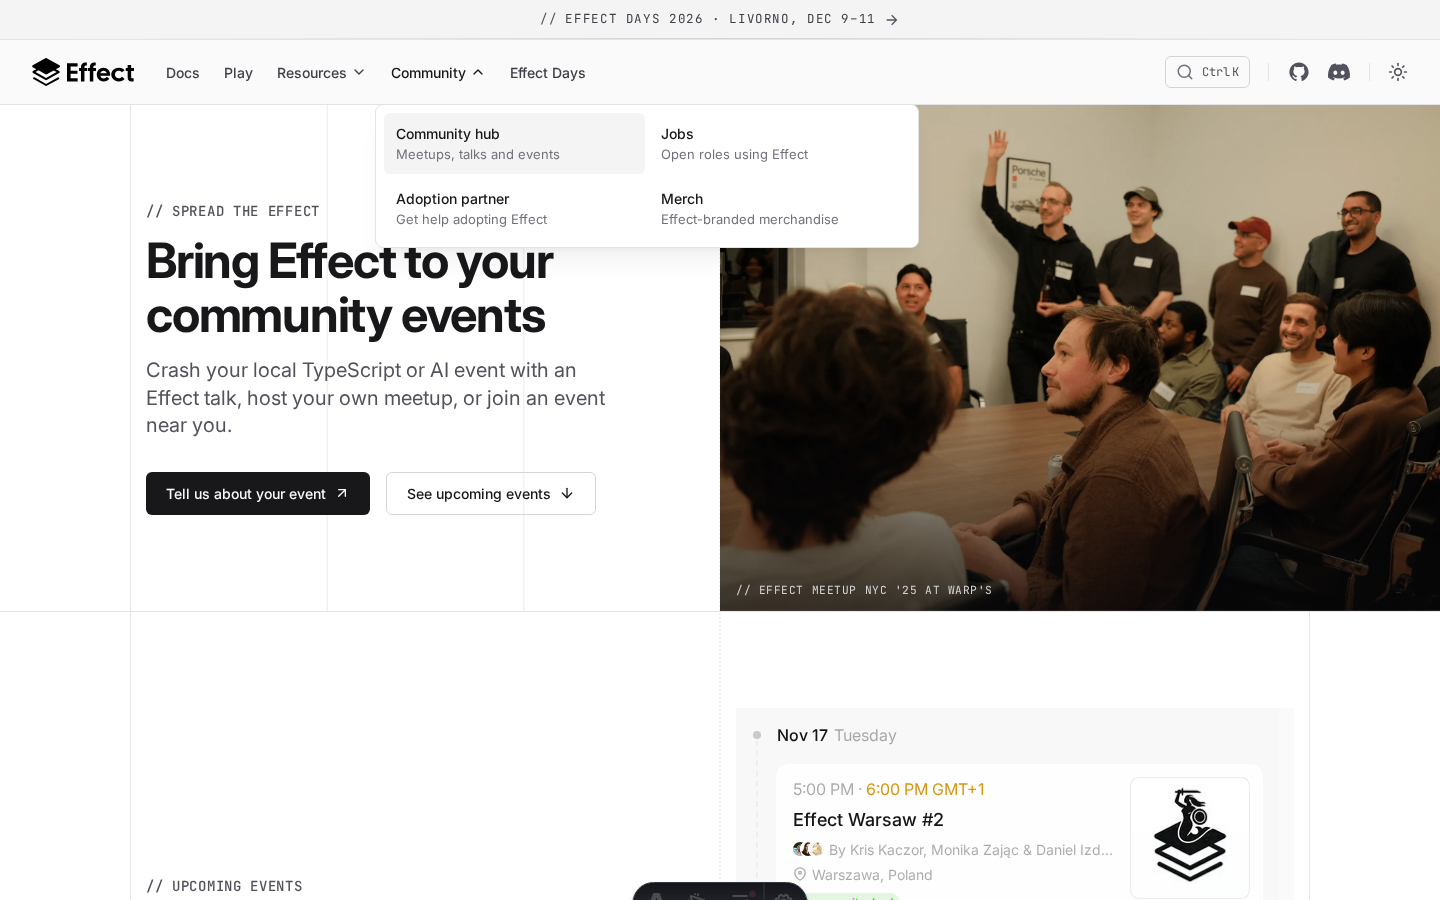 // EFFECT DAYS 2026 · LIVORNO, DEC 9–11
Effect
Docs
Play
Resources
Community
Effect Days
Ctrl K
Community hub
Meetups, talks and events
Jobs
Open roles using Effect
Adoption partner
Get help adopting Effect
Merch
Effect-branded merchandise
Porsche
// SPREAD THE EFFECT
Bring Effect to your
community events
Crash your local TypeScript or AI event with an
Effect talk, host your own meetup, or join an event
near you.
Tell us about your event
See upcoming events
// EFFECT MEETUP NYC '25 AT WARP'S
// UPCOMING EVENTS
Nov 17 Tuesday
5:00 PM · 6:00 PM GMT+1
Effect Warsaw #2
By Kris Kaczor, Monika Zając & Daniel Izd...
Warszawa, Poland